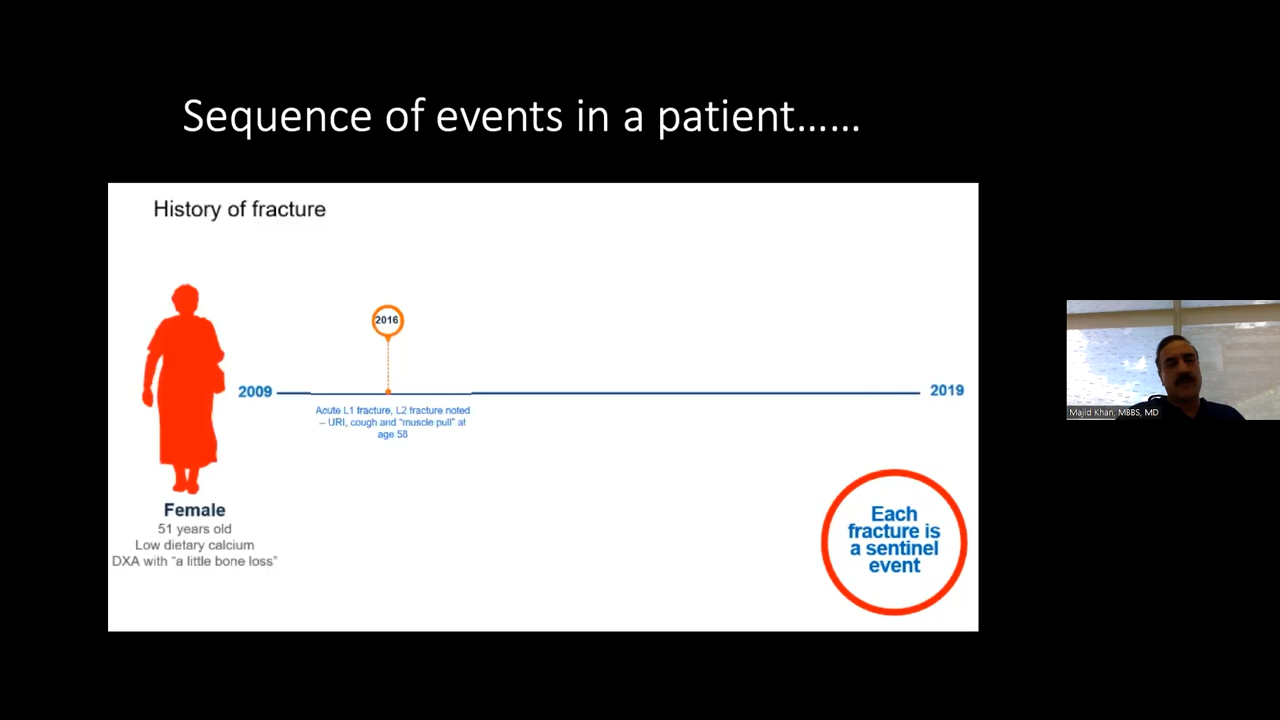 Sequence of events in a patient……
History of fracture
2016
2009
2019
Acute L1 fracture, L2 fracture noted
– URI, cough and “muscle pull” at
age 58
Female
51 years old
Low dietary calcium
DXA with “a little bone loss”
Each
fracture is
a sentinel
event
Majid Khan, MBBS, MD